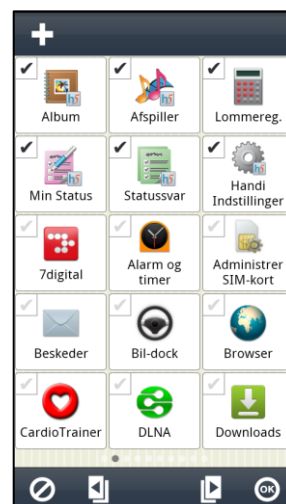 Album
Afspiller
Lommereg.
Min Status
Statussvar
Handi
Indstillinger
7digital
Alarm og
timer
Administrer
SIM-kort
Beskeder
Bil-dock
Browser
CardioTrainer
DLNA
Downloads
OK